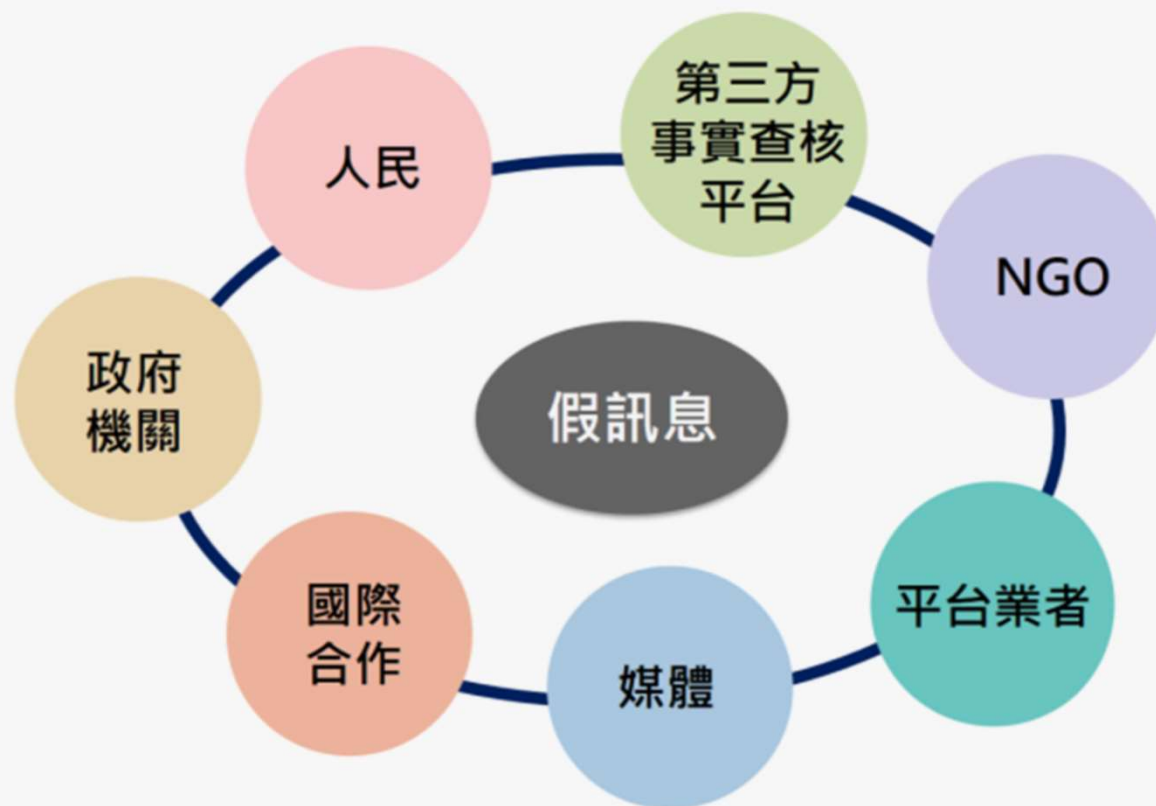 人民
第三方
事實查核
平台
NGO
政府
機關
假訊息
平台業者
國際
合作
媒體